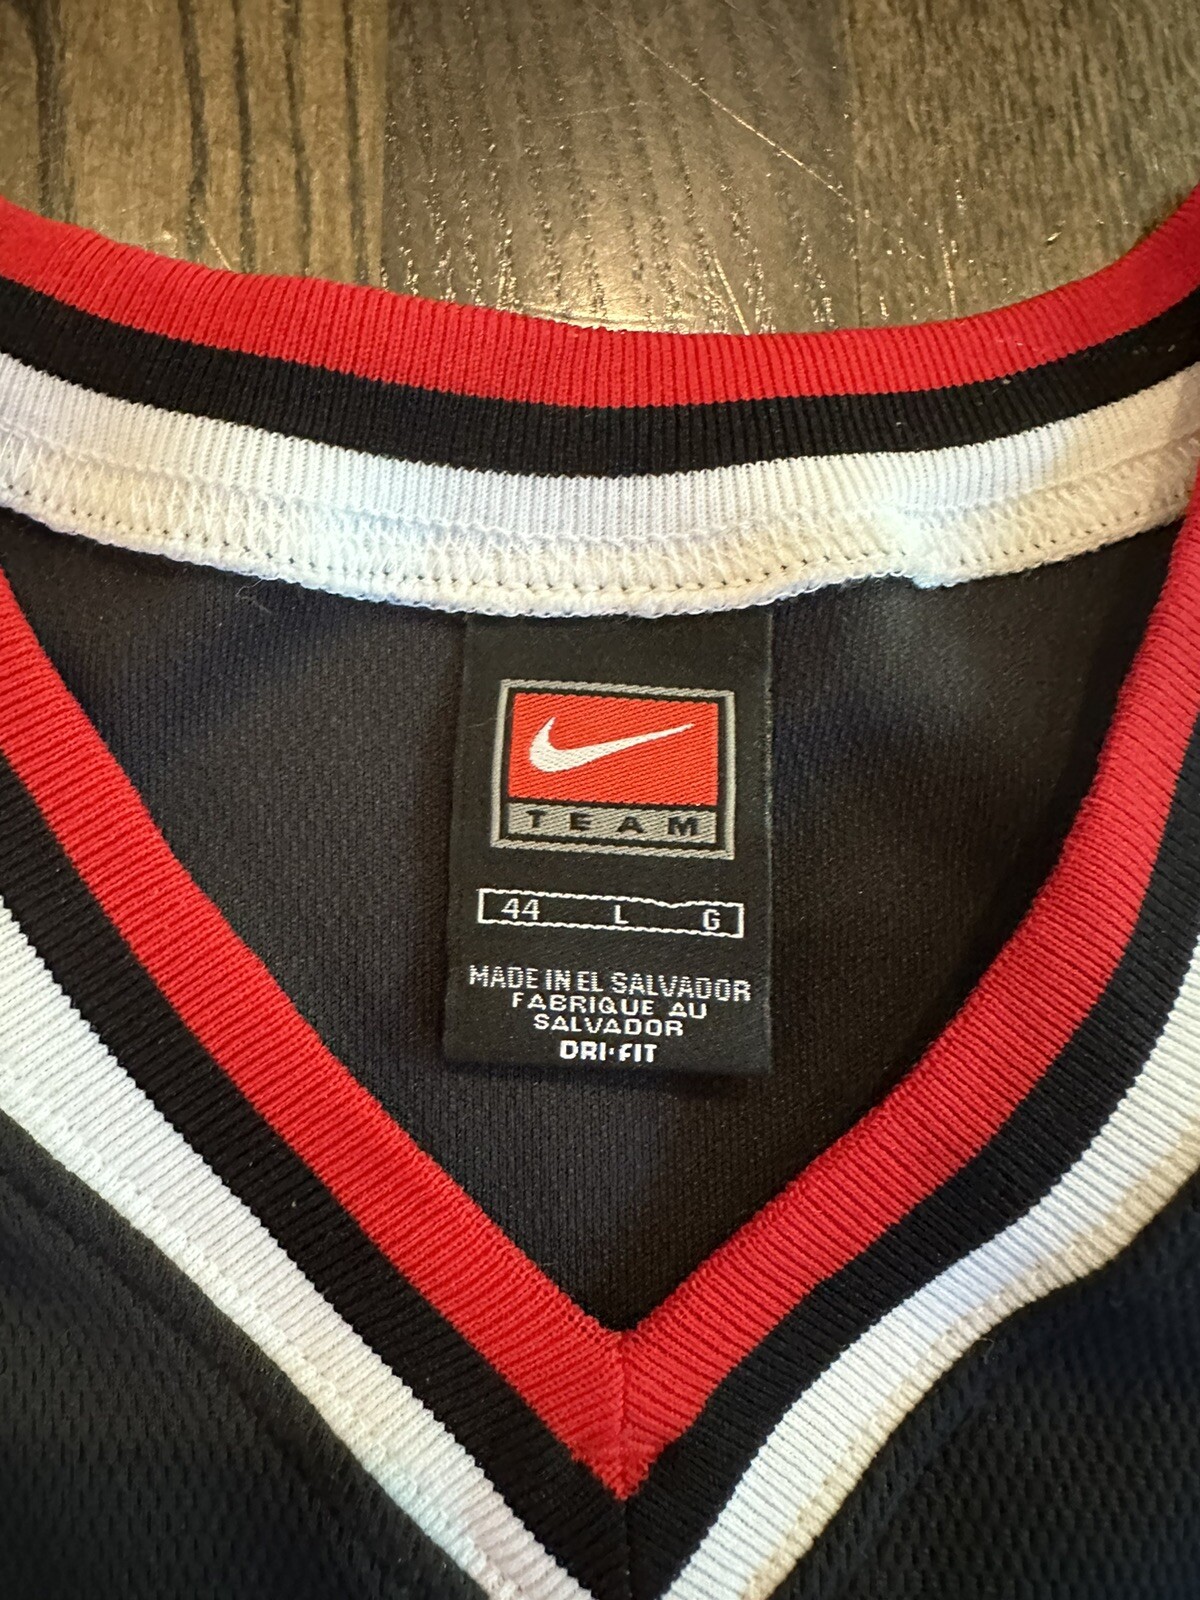 TEAM
44 L G
MADE IN EL SALVADOR
FABRIQUE AU
SALVADOR
DRI·FIT